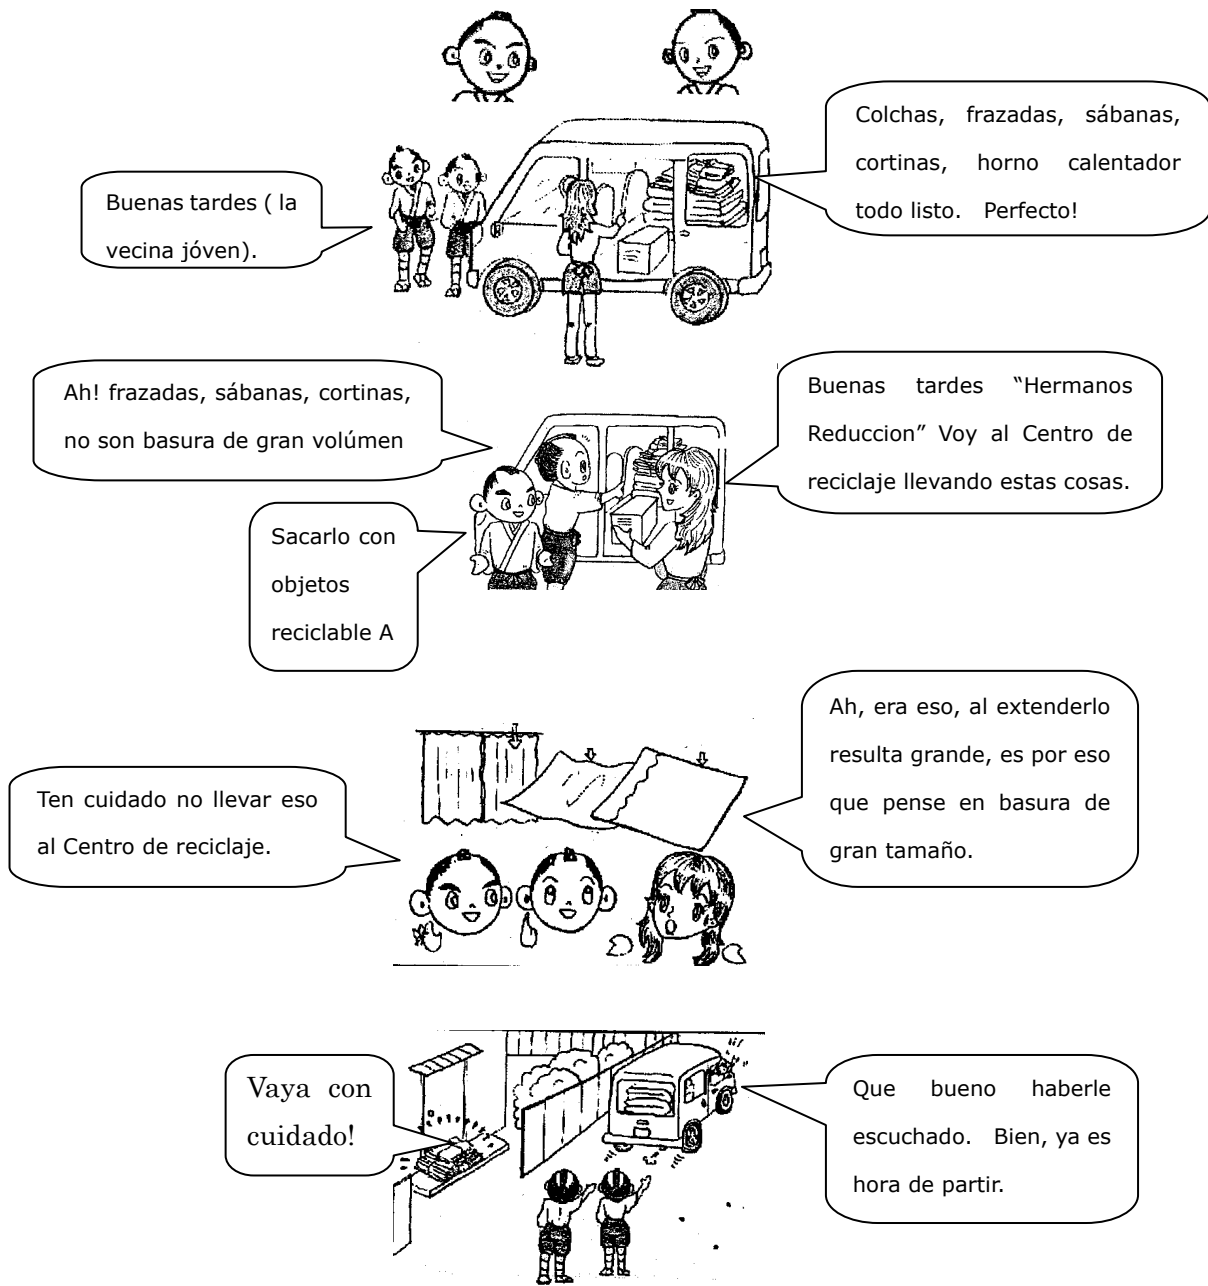 Colchas, frazadas, sábanas,
cortinas, horno calentador
todo listo. Perfecto!
Buenas tardes ( la
vecina jóven).
Ah! frazadas, sábanas, cortinas,
no son basura de gran volúmen
Buenas tardes “Hermanos
Reduccion” Voy al Centro de
reciclaje llevando estas cosas.
Sacarlo con
objetos
reciclable A
Ah, era eso, al extenderlo
resulta grande, es por eso
que pense en basura de
gran tamaño.
Ten cuidado no llevar eso
al Centro de reciclaje.
Vaya con
cuidado!
Que bueno haberle
escuchado. Bien, ya es
hora de partir.